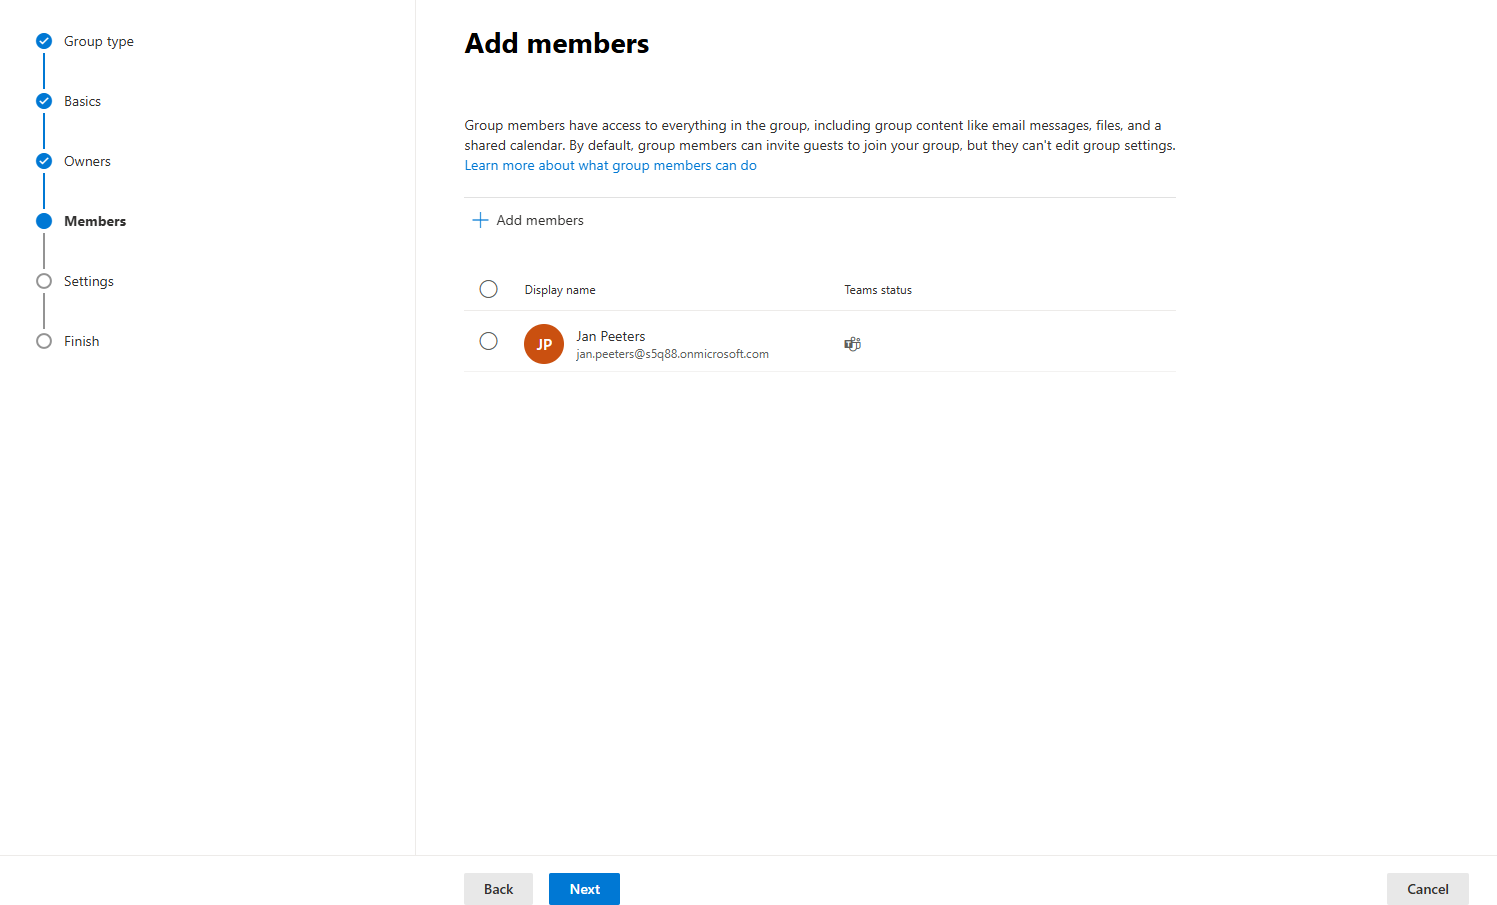 Group type
Basics
Owners
Members
Settings
Finish
Add members
Group members have access to everything in the group, including group content like email messages, files, and a
shared calendar. By default, group members can invite guests to join your group, but they can't edit group settings.
Learn more about what group members can do
Add members
Display name Teams status
JP Jan Peeters
jan.peeters@s5q88.onmicrosoft.com
Back Next Cancel